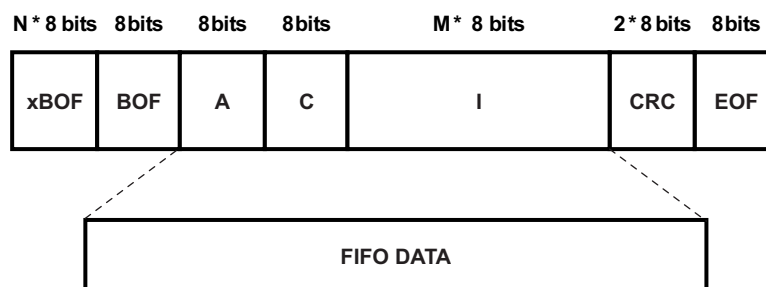 N * 8 bits 8bits 8bits 8bits M * 8 bits 2 * 8 bits 8bits
xBOF BOF A C I CRC EOF
FIFO DATA